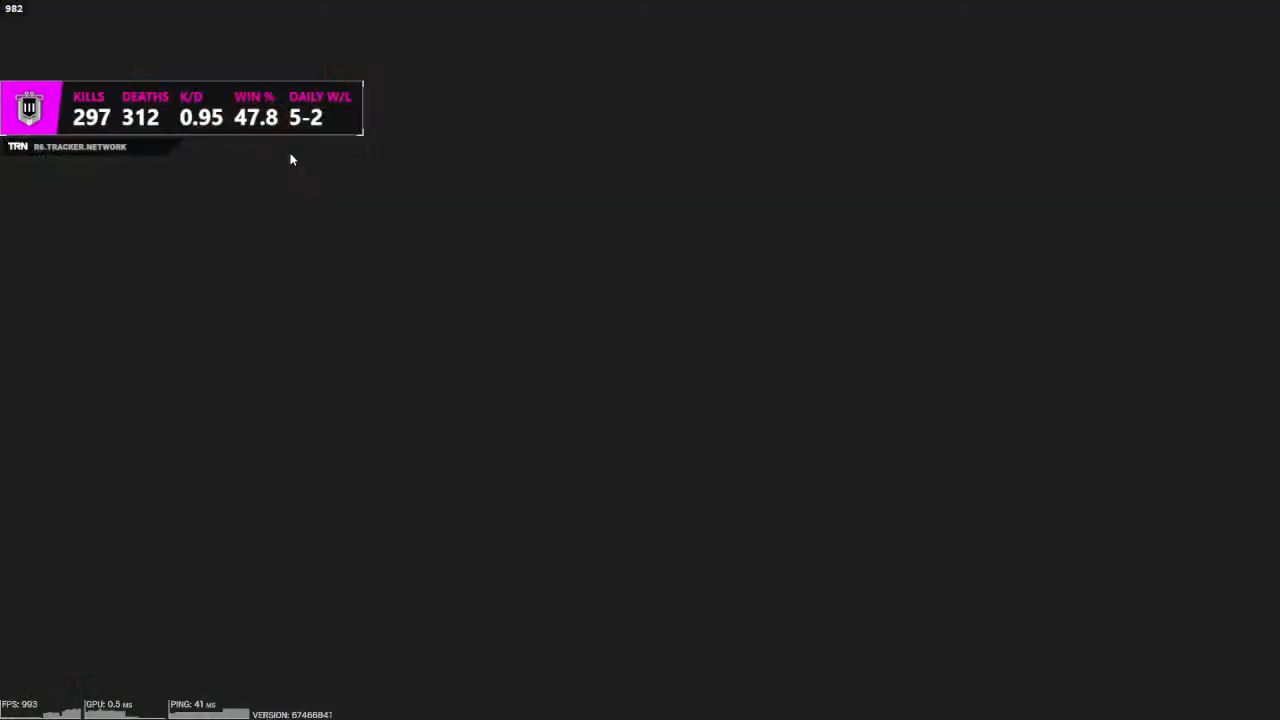 982
KILLS DEATHS K/D WIN % DAILY W/L
297 312 0.95 47.8 5-2
TRN R6.TRACKER.NETWORK
FPS: 993 GPU: 0.5 MS PING: 41 MS VERSION: 67466841